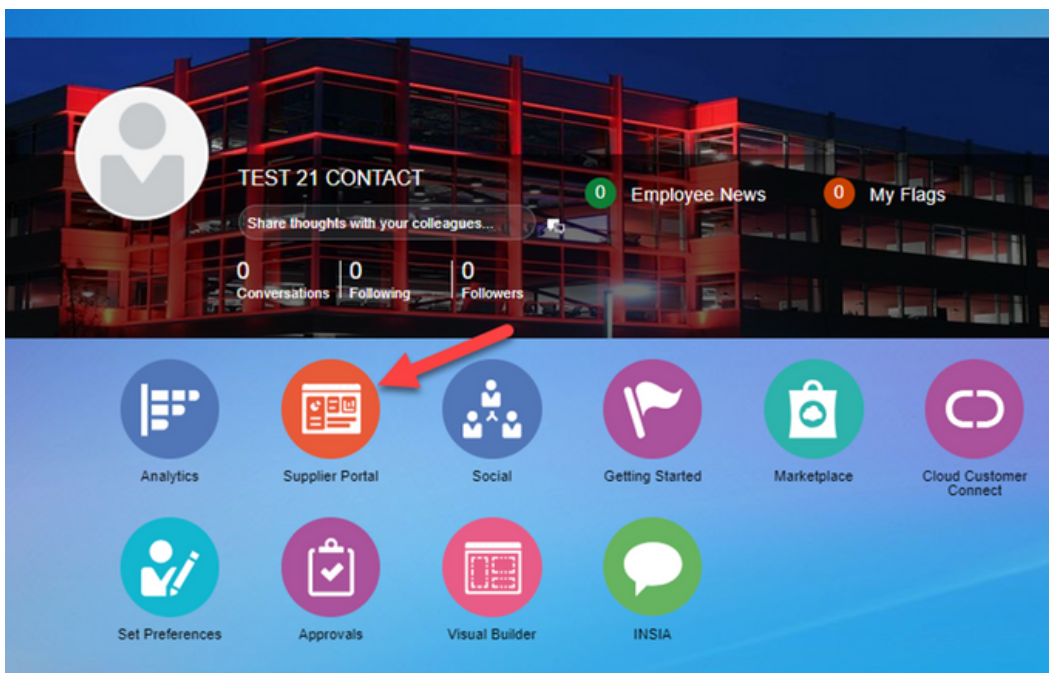 TEST 21 CONTACT
0 Employee News
0 My Flags
Share thoughts with your colleagues...
0
0
0
Conversations
Following
Followers
Analytics
Supplier Portal
Social
Getting Started
Marketplace
Cloud Customer
Connect
Set Preferences
Approvals
Visual Builder
INSIA